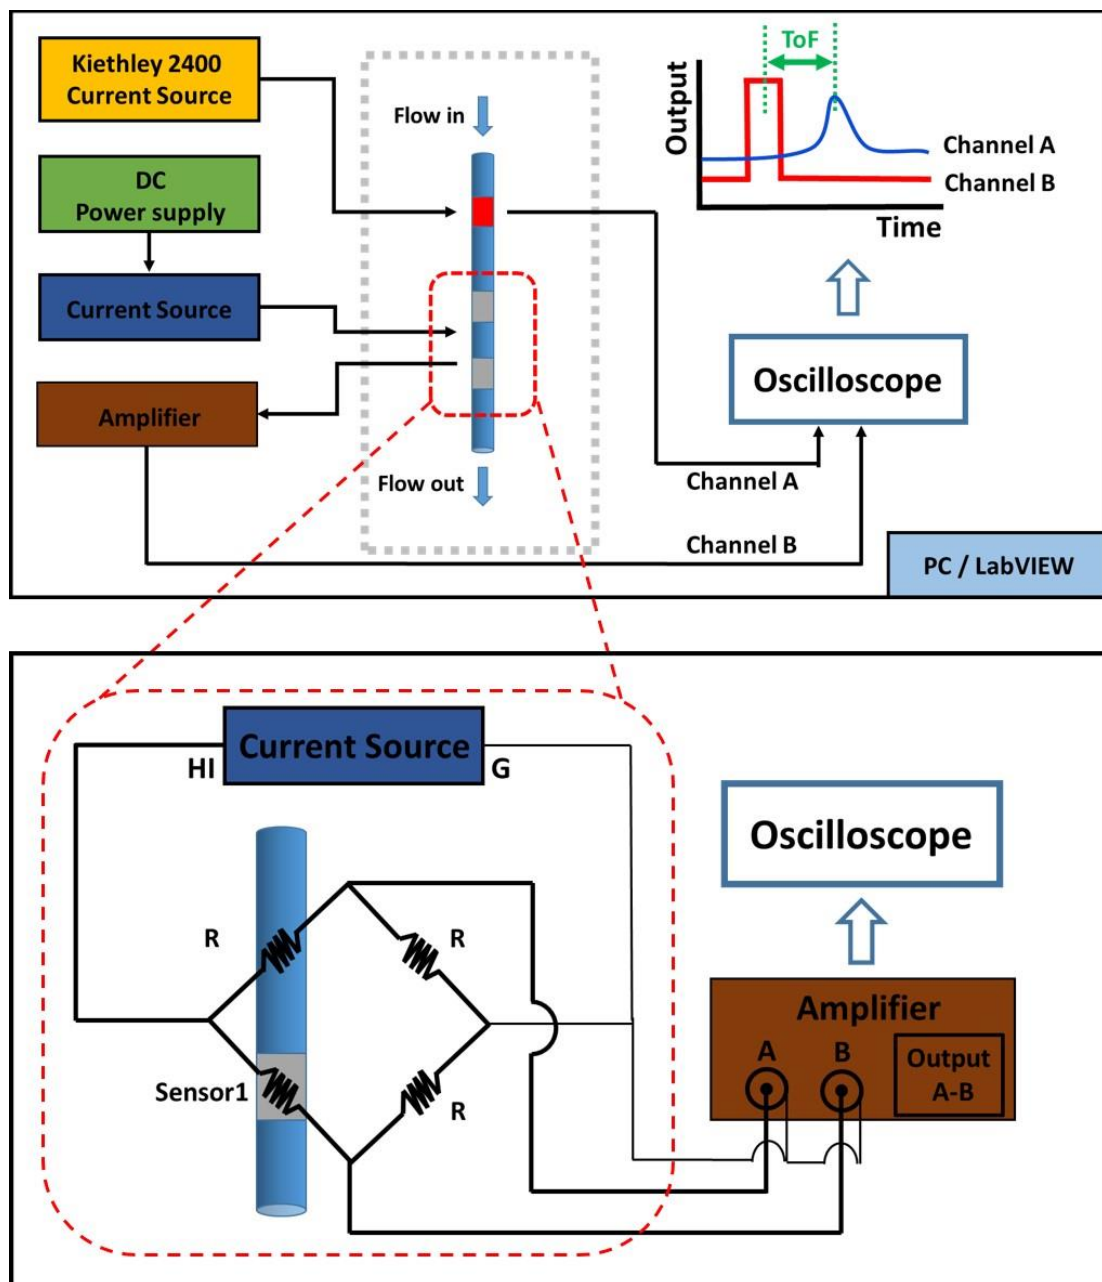 Kiethley 2400
Current Source
DC
Power supply
Current Source
Amplifier
Flow in
Flow out
ToF
Output
Channel A
Channel B
Time
Oscilloscope
Channel A
Channel B
PC / LabVIEW
Current Source
HI
G
R
R
Sensor1
R
Oscilloscope
Amplifier
A
B
Output
A-B